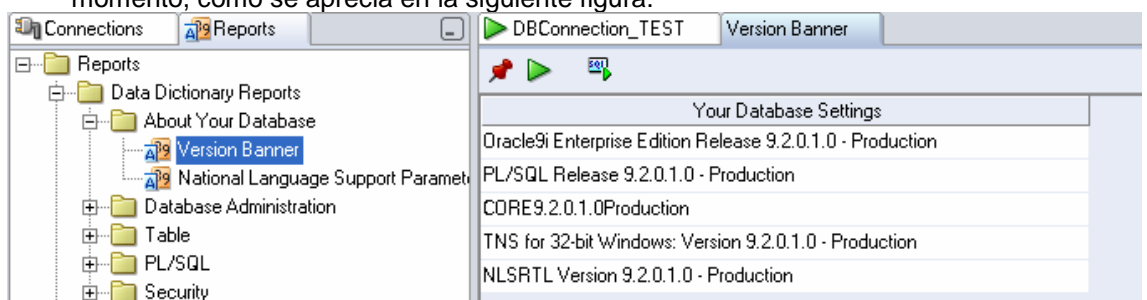 momento, como se aprecia en la siguiente figura:
Connections Reports
Reports
Data Dictionary Reports
About Your Database
Version Banner
National Language Support Paramet
Database Administration
Table
PL/SQL
Security
DBConnection_TEST Version Banner
SQL
Your Database Settings
Oracle9i Enterprise Edition Release 9.2.0.1.0 - Production
PL/SQL Release 9.2.0.1.0 - Production
CORE9.2.0.1.0Production
TNS for 32-bit Windows: Version 9.2.0.1.0 - Production
NLSRTL Version 9.2.0.1.0 - Production